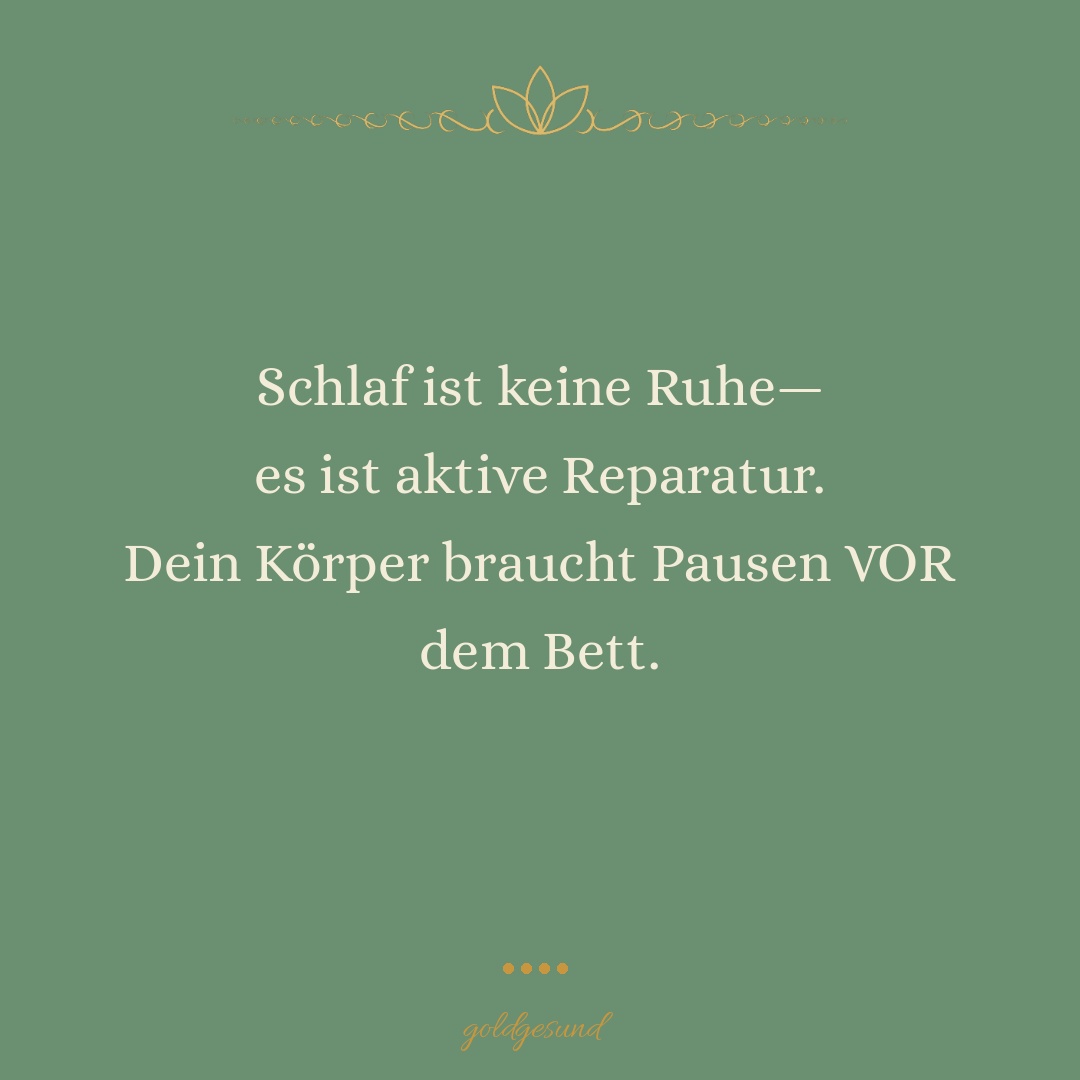 Schlaf ist keine Ruhe—
es ist aktive Reparatur.
Dein Körper braucht Pausen VOR
dem Bett.
goldgesund